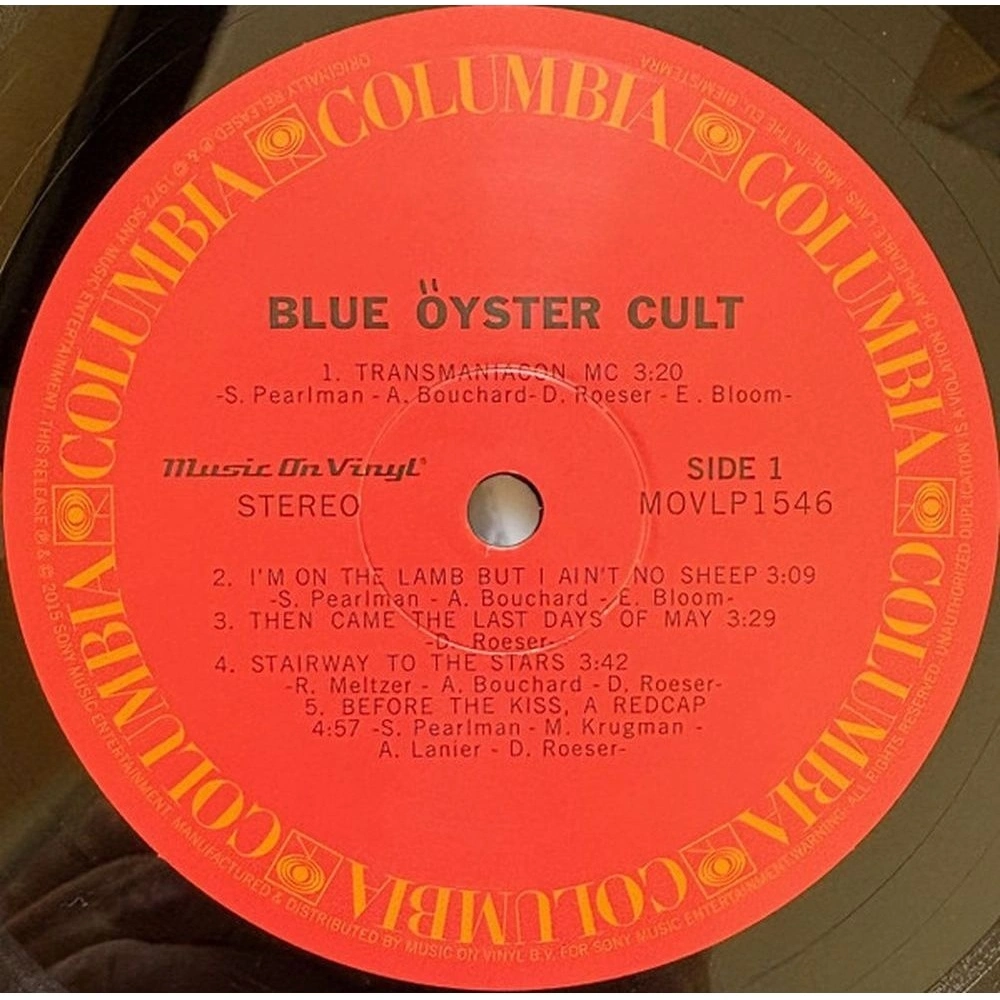 COLUMBIA
COLUMBIA
COLUMBIA
COLUMBIA
COLUMBIA
COLUMBIA
BLUE ÖYSTER CULT
1. TRANSMANIACON MC 3:20
-S. Pearlman - A. Bouchard- D. Roeser - E. Bloom-
Music On Vinyl®
SIDE 1
STEREO
MOVLP1546
2. I'M ON THE LAMB BUT I AIN'T NO SHEEP 3:09
-S. Pearlman - A. Bouchard - E. Bloom-
3. THEN CAME THE LAST DAYS OF MAY 3:29
-D. Roeser-
4. STAIRWAY TO THE STARS 3:42
-R. Meltzer - A. Bouchard - D. Roeser-
5. BEFORE THE KISS, A REDCAP
4:57 -S. Pearlman - M. Krugman -
A. Lanier - D. Roeser-
ORIGINALLY RELEASED ℗ & © 1972 SONY MUSIC ENTERTAINMENT. THIS RELEASE ℗ & © 2015 SONY MUSIC ENTERTAINMENT. MANUFACTURED & DISTRIBUTED BY MUSIC ON VINYL B.V. FOR SONY MUSIC ENTERTAINMENT. WARNING: ALL RIGHTS RESERVED. UNAUTHORIZED DUPLICATION IS A VIOLATION OF APPLICABLE LAWS. MADE IN THE E.U. BIEM/STEMRA